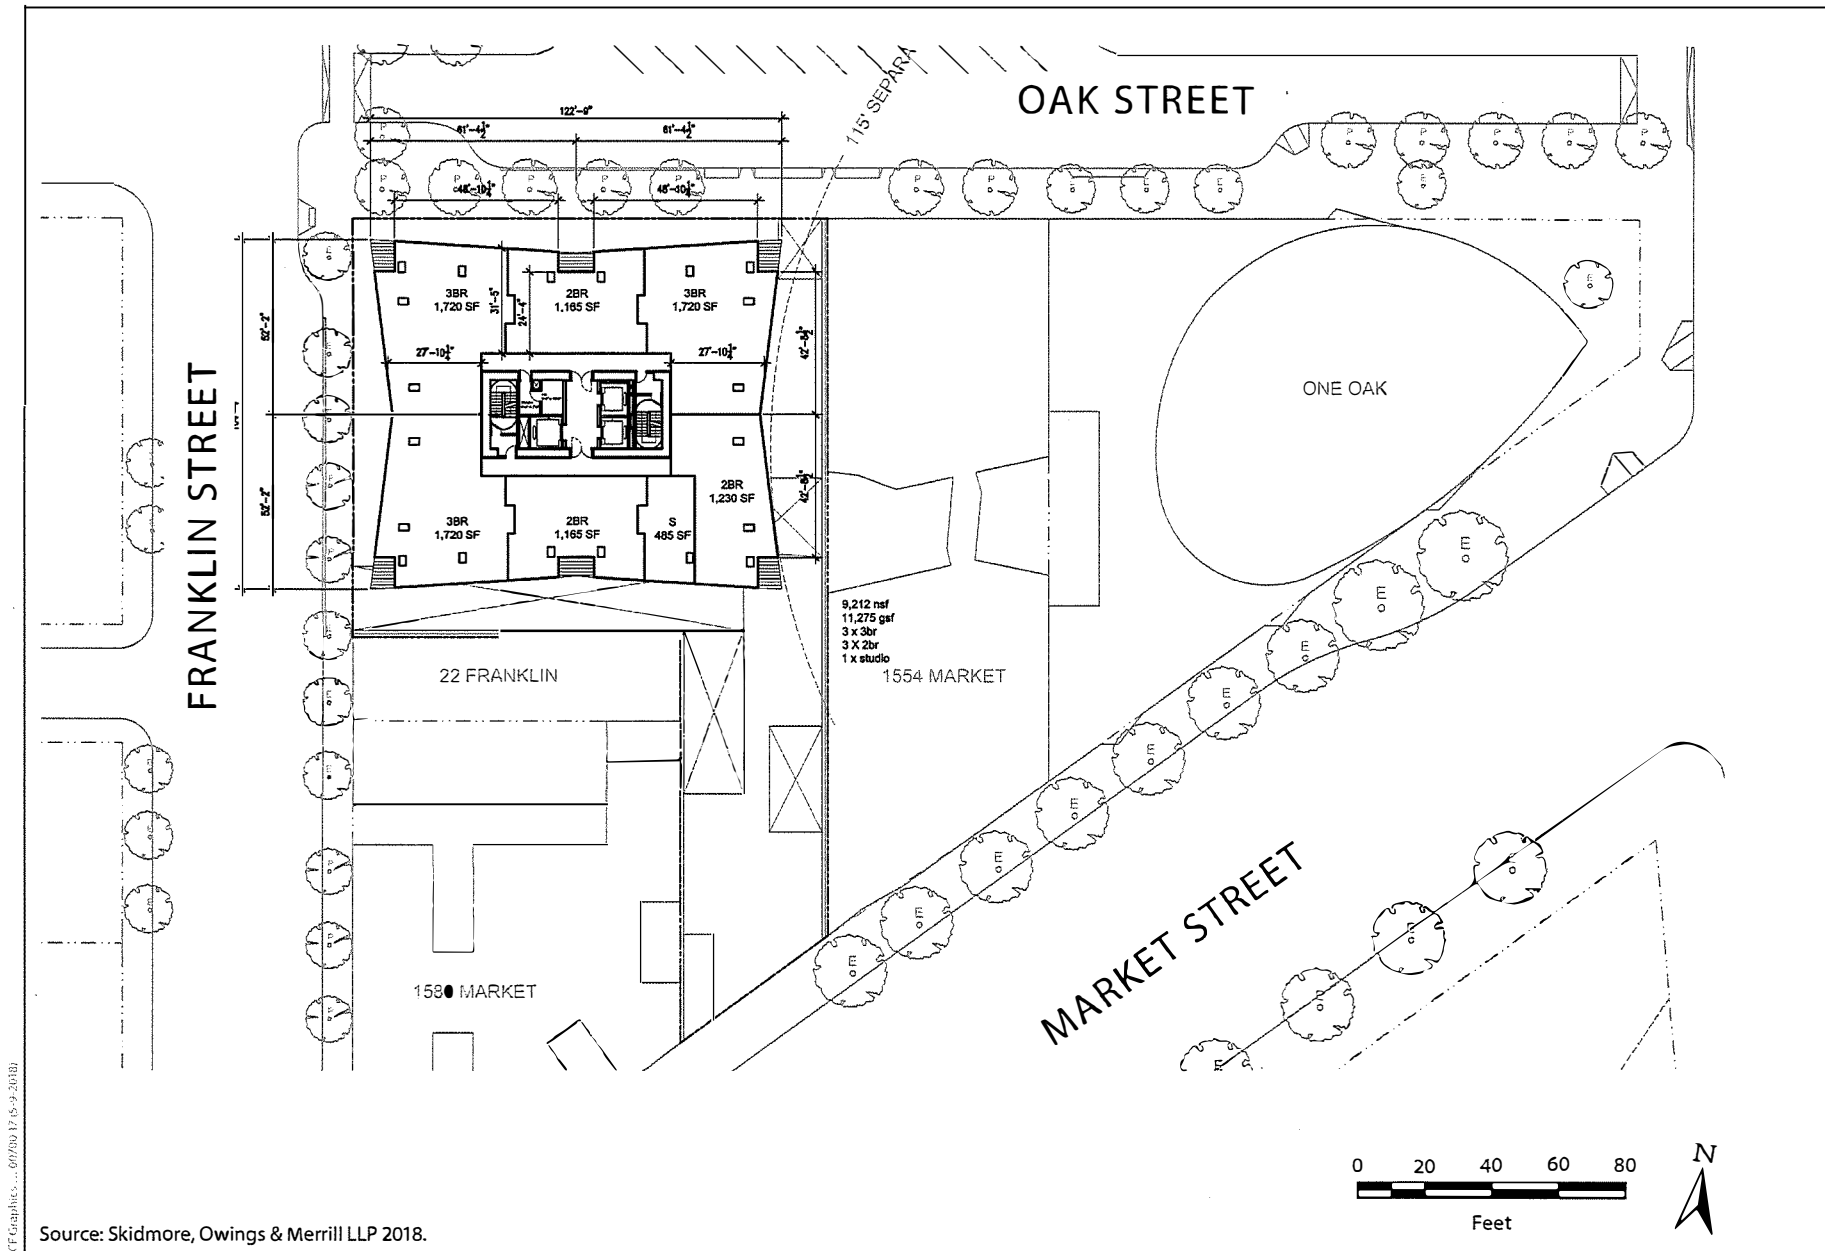 OAK STREET
115' SEPARA
122'-9"
61'-4½"
61'-4½"
48'-10¼"
48'-10¼"
3BR
1,720 SF
2BR
1,165 SF
3BR
1,720 SF
31'-5"
24'-4"
52'-2"
42'-8½"
27'-10¼"
27'-10¼"
ONE OAK
FRANKLIN STREET
52'-2"
42'-8½"
2BR
1,230 SF
3BR
1,720 SF
2BR
1,165 SF
S
485 SF
9,212 nsf
11,275 gsf
3 x 3br
3 X 2br
1 x studio
22 FRANKLIN
1554 MARKET
1580 MARKET
MARKET STREET
0 20 40 60 80
Feet
N
Source: Skidmore, Owings & Merrill LLP 2018.